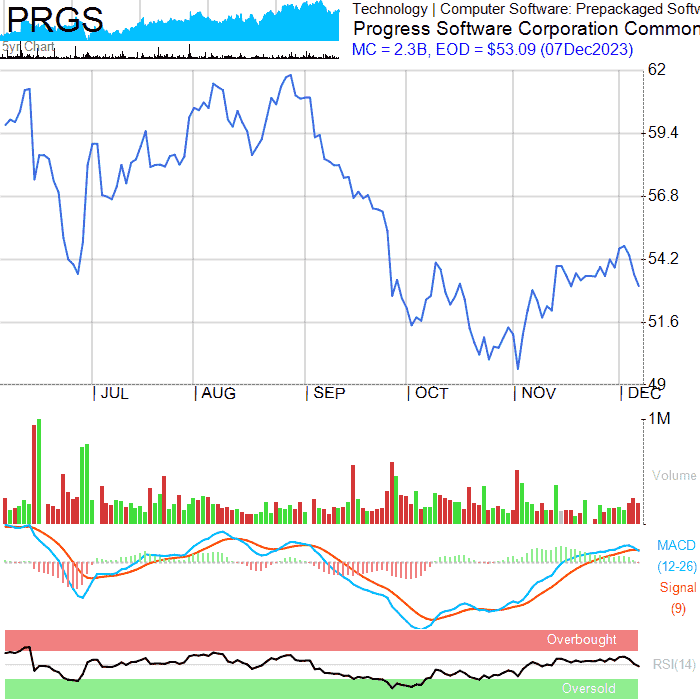 PRGS
5yr Chart
Technology | Computer Software: Prepackaged Softw
Progress Software Corporation Common
MC = 2.3B, EOD = $53.09 (07Dec2023)
62
59.4
56.8
54.2
51.6
49
| JUL | AUG | SEP | OCT | NOV | DEC
1M
Volume
MACD
(12-26)
Signal
(9)
Overbought
RSI(14)
Oversold